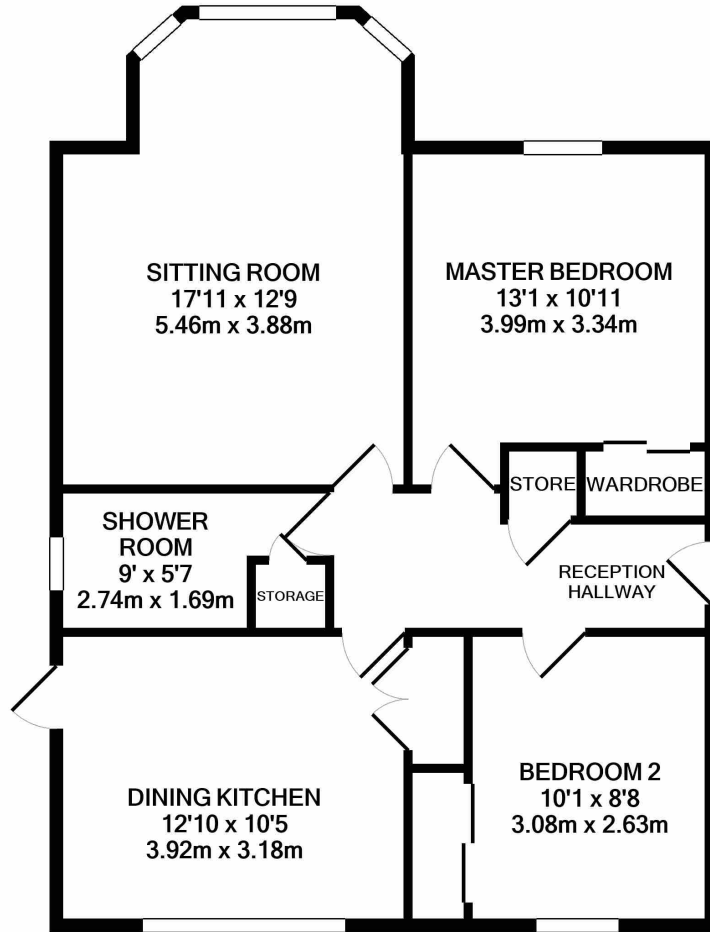 SITTING ROOM
17'11 x 12'9
5.46m x 3.88m
MASTER BEDROOM
13'1 x 10'11
3.99m x 3.34m
STORE
WARDROBE
SHOWER
ROOM
9' x 5'7
2.74m x 1.69m
STORAGE
RECEPTION
HALLWAY
DINING KITCHEN
12'10 x 10'5
3.92m x 3.18m
BEDROOM 2
10'1 x 8'8
3.08m x 2.63m